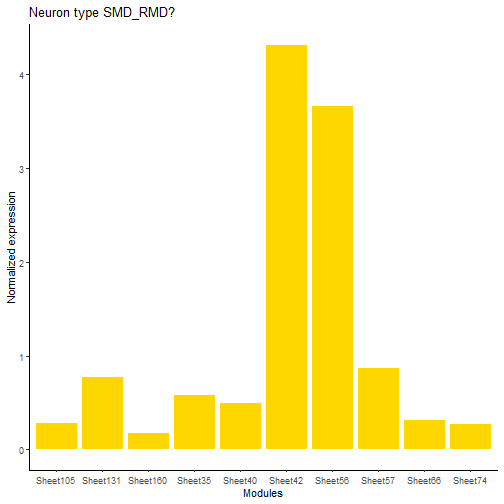 Neuron type SMD_RMD?
Normalized expression
4
3
2
1
0
Sheet105 Sheet131 Sheet160 Sheet35 Sheet40 Sheet42 Sheet56 Sheet57 Sheet66 Sheet74
Modules